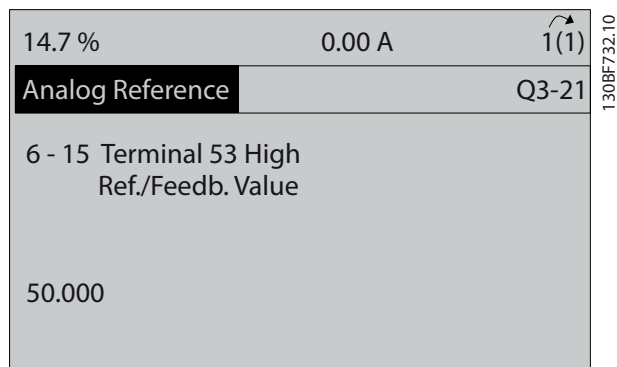 14.7 % 0.00 A 1(1)
Analog Reference Q3-21
6 - 15 Terminal 53 High
Ref./Feedb. Value
50.000
130BF732.10